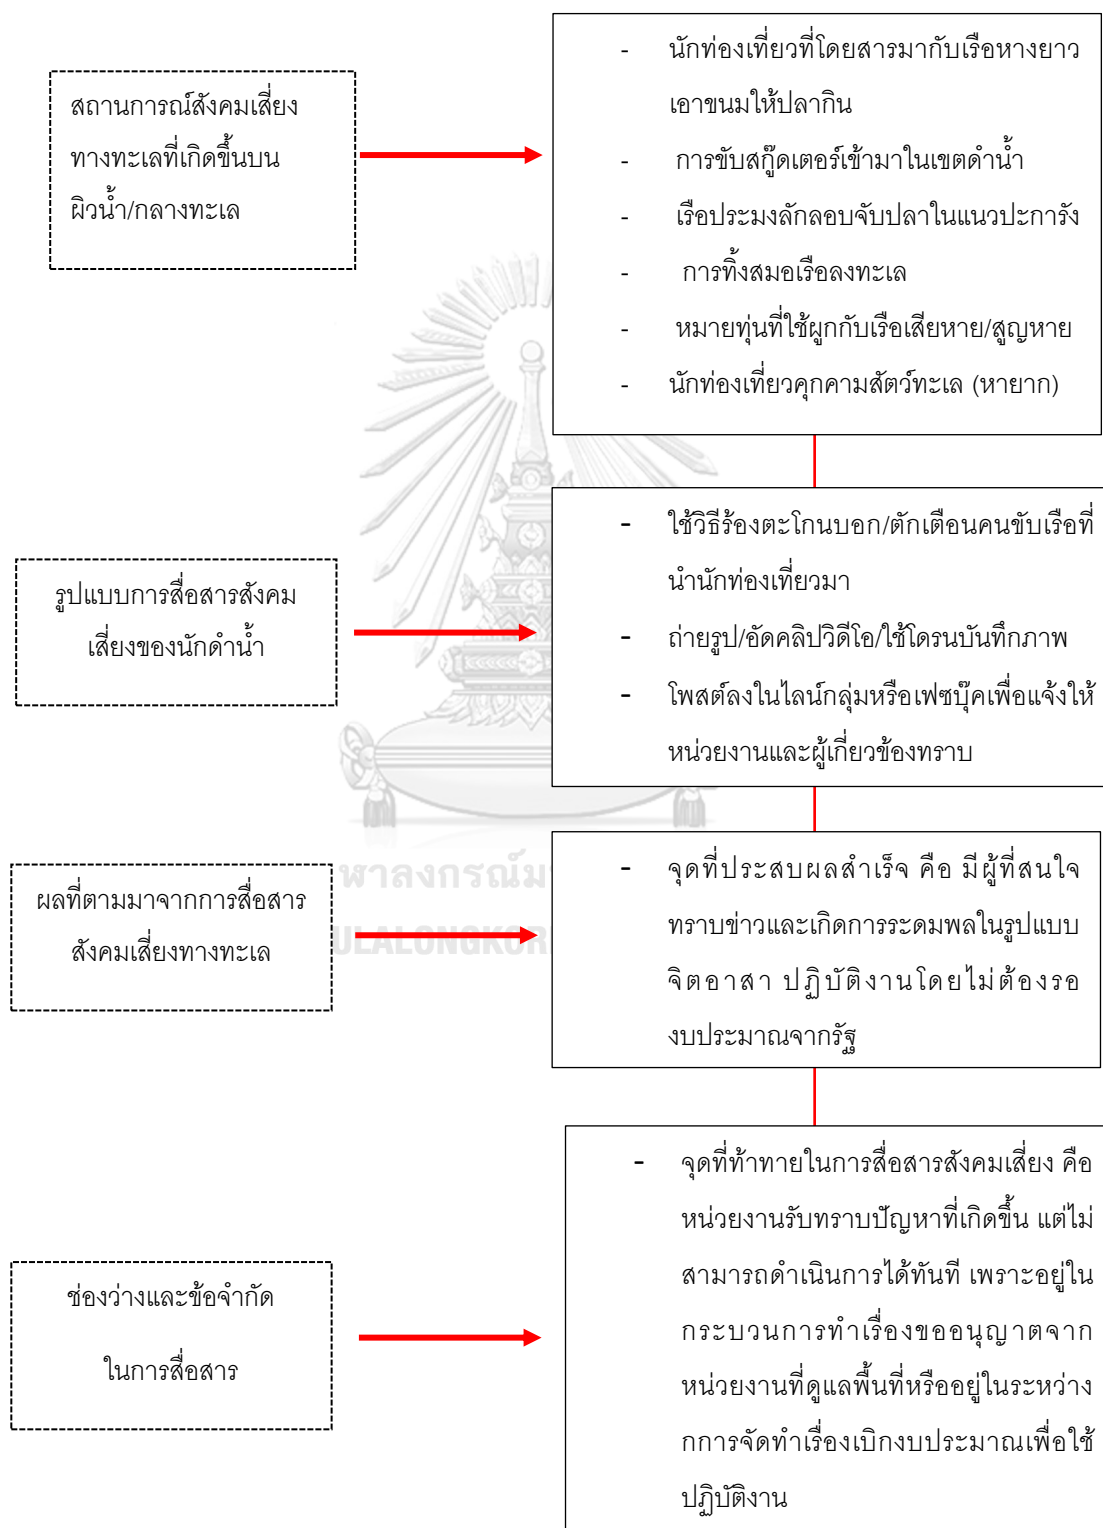 สถานการณ์สังคมเสี่ยง
ทางทะเลที่เกิดขึ้นบน
ผิวน้ำ/กลางทะเล
- นักท่องเที่ยวที่โดยสารมากับเรือหางยาว
เอาขนมให้ปลากิน
- การขับสกู๊ดเตอร์เข้ามาในเขตดำน้ำ
- เรือประมงลักลอบจับปลาในแนวปะการัง
- การทิ้งสมอเรือลงทะเล
- หมายทุ่นที่ใช้ผูกกับเรือเสียหาย/สูญหาย
- นักท่องเที่ยวคุกคามสัตว์ทะเล (หายาก)
รูปแบบการสื่อสารสังคม
เสี่ยงของนักดำน้ำ
- ใช้วิธีร้องตะโกนบอก/ตักเตือนคนขับเรือที่
นำนักท่องเที่ยวมา
- ถ่ายรูป/อัดคลิปวิดีโอ/ใช้โดรนบันทึกภาพ
- โพสต์ลงในไลน์กลุ่มหรือเฟซบุ๊คเพื่อแจ้งให้
หน่วยงานและผู้เกี่ยวข้องทราบ
ผลที่ตามมาจากการสื่อสาร
สังคมเสี่ยงทางทะเล
- จุดที่ประสบผลสำเร็จ คือ มีผู้ที่สนใจ
ทราบข่าวและเกิดการระดมพลในรูปแบบ
จิตอาสา ปฏิบัติงานโดยไม่ต้องรอ
งบประมาณจากรัฐ
ช่องว่างและข้อจำกัด
ในการสื่อสาร
- จุดที่ท้าทายในการสื่อสารสังคมเสี่ยง คือ
หน่วยงานรับทราบปัญหาที่เกิดขึ้น แต่ไม่
สามารถดำเนินการได้ทันที เพราะอยู่ใน
กระบวนการทำเรื่องขออนุญาตจาก
หน่วยงานที่ดูแลพื้นที่หรืออยู่ในระหว่าง
กการจัดทำเรื่องเบิกงบประมาณเพื่อใช้
ปฏิบัติงาน